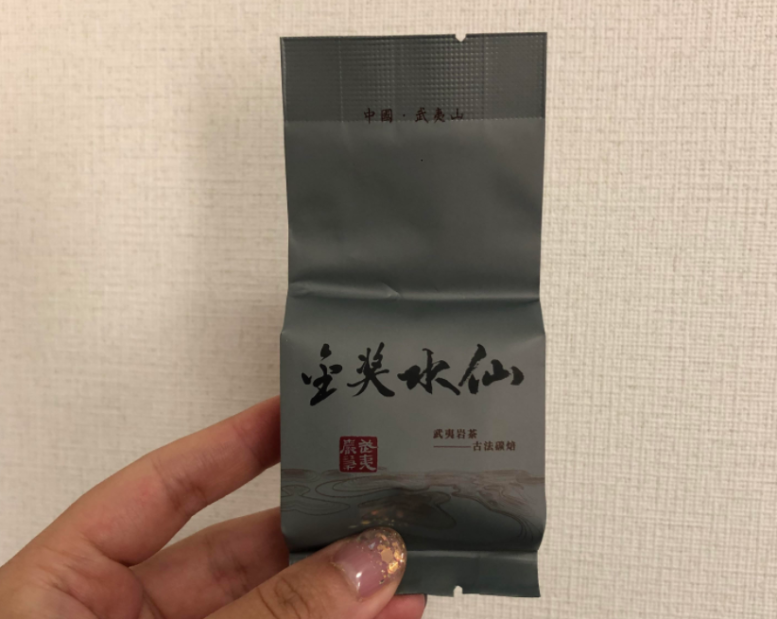 中國·武夷山
金奖水仙
武夷岩茶
——古法碳焙